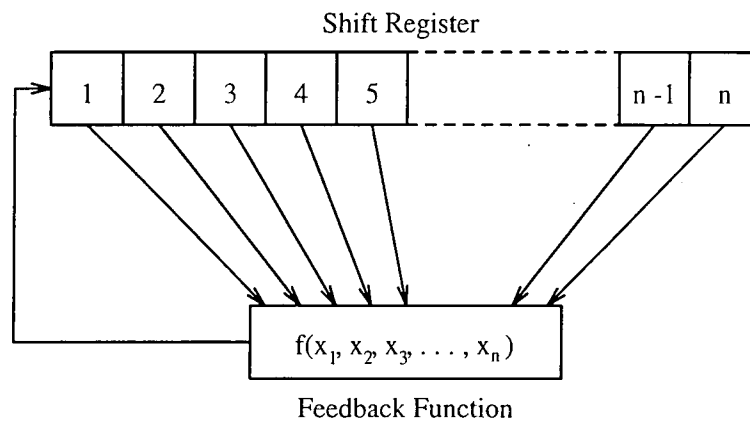 Shift Register
1 2 3 4 5 n -1 n
f(x₁, x₂, x₃, . . . , xₙ)
Feedback Function